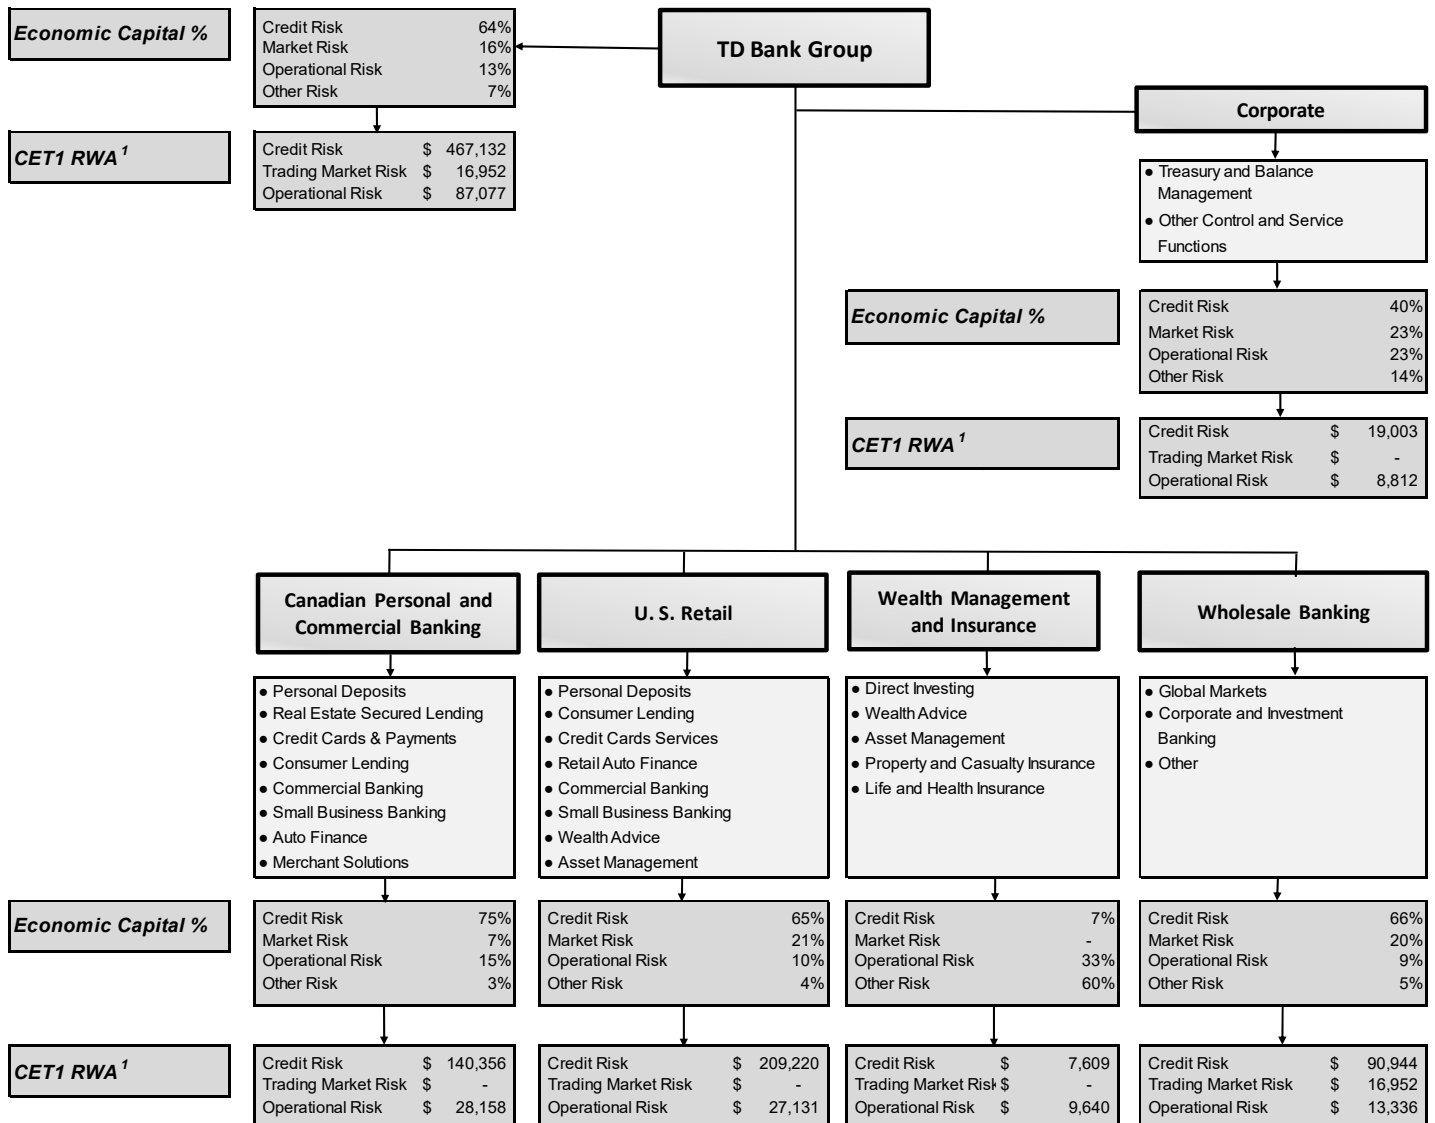 Economic Capital %
Credit Risk 64%
Market Risk 16%
Operational Risk 13%
Other Risk 7%
TD Bank Group
Corporate
CET1 RWA 1
Credit Risk $ 467,132
Trading Market Risk $ 16,952
Operational Risk $ 87,077
● Treasury and Balance
Management
● Other Control and Service
Functions
Economic Capital %
Credit Risk 40%
Market Risk 23%
Operational Risk 23%
Other Risk 14%
CET1 RWA 1
Credit Risk $ 19,003
Trading Market Risk $ -
Operational Risk $ 8,812
Canadian Personal and
Commercial Banking
U. S. Retail
Wealth Management
and Insurance
Wholesale Banking
● Personal Deposits
● Real Estate Secured Lending
● Credit Cards & Payments
● Consumer Lending
● Commercial Banking
● Small Business Banking
● Auto Finance
● Merchant Solutions
● Personal Deposits
● Consumer Lending
● Credit Cards Services
● Retail Auto Finance
● Commercial Banking
● Small Business Banking
● Wealth Advice
● Asset Management
● Direct Investing
● Wealth Advice
● Asset Management
● Property and Casualty Insurance
● Life and Health Insurance
● Global Markets
● Corporate and Investment
Banking
● Other
Economic Capital %
Credit Risk 75%
Market Risk 7%
Operational Risk 15%
Other Risk 3%
Credit Risk 65%
Market Risk 21%
Operational Risk 10%
Other Risk 4%
Credit Risk 7%
Market Risk -
Operational Risk 33%
Other Risk 60%
Credit Risk 66%
Market Risk 20%
Operational Risk 9%
Other Risk 5%
CET1 RWA 1
Credit Risk $ 140,356
Trading Market Risk $ -
Operational Risk $ 28,158
Credit Risk $ 209,220
Trading Market Risk $ -
Operational Risk $ 27,131
Credit Risk $ 7,609
Trading Market Risk $ -
Operational Risk $ 9,640
Credit Risk $ 90,944
Trading Market Risk $ 16,952
Operational Risk $ 13,336